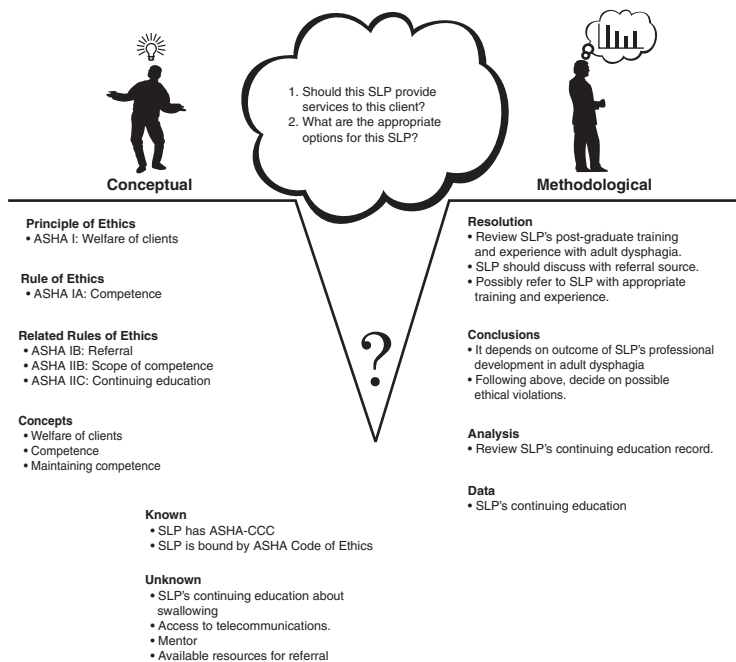 1. Should this SLP provide
services to this client?
2. What are the appropriate
options for this SLP?
Conceptual
Methodological
Principle of Ethics
• ASHA I: Welfare of clients
Rule of Ethics
• ASHA IA: Competence
Related Rules of Ethics
• ASHA IB: Referral
• ASHA IIB: Scope of competence
• ASHA IIC: Continuing education
Concepts
• Welfare of clients
• Competence
• Maintaining competence
?
Resolution
• Review SLP's post-graduate training
and experience with adult dysphagia.
• SLP should discuss with referral source.
• Possibly refer to SLP with appropriate
training and experience.
Conclusions
• It depends on outcome of SLP's professional
development in adult dysphagia
• Following above, decide on possible
ethical violations.
Analysis
• Review SLP's continuing education record.
Data
• SLP's continuing education
Known
• SLP has ASHA-CCC
• SLP is bound by ASHA Code of Ethics
Unknown
• SLP's continuing education about
swallowing
• Access to telecommunications.
• Mentor
• Available resources for referral